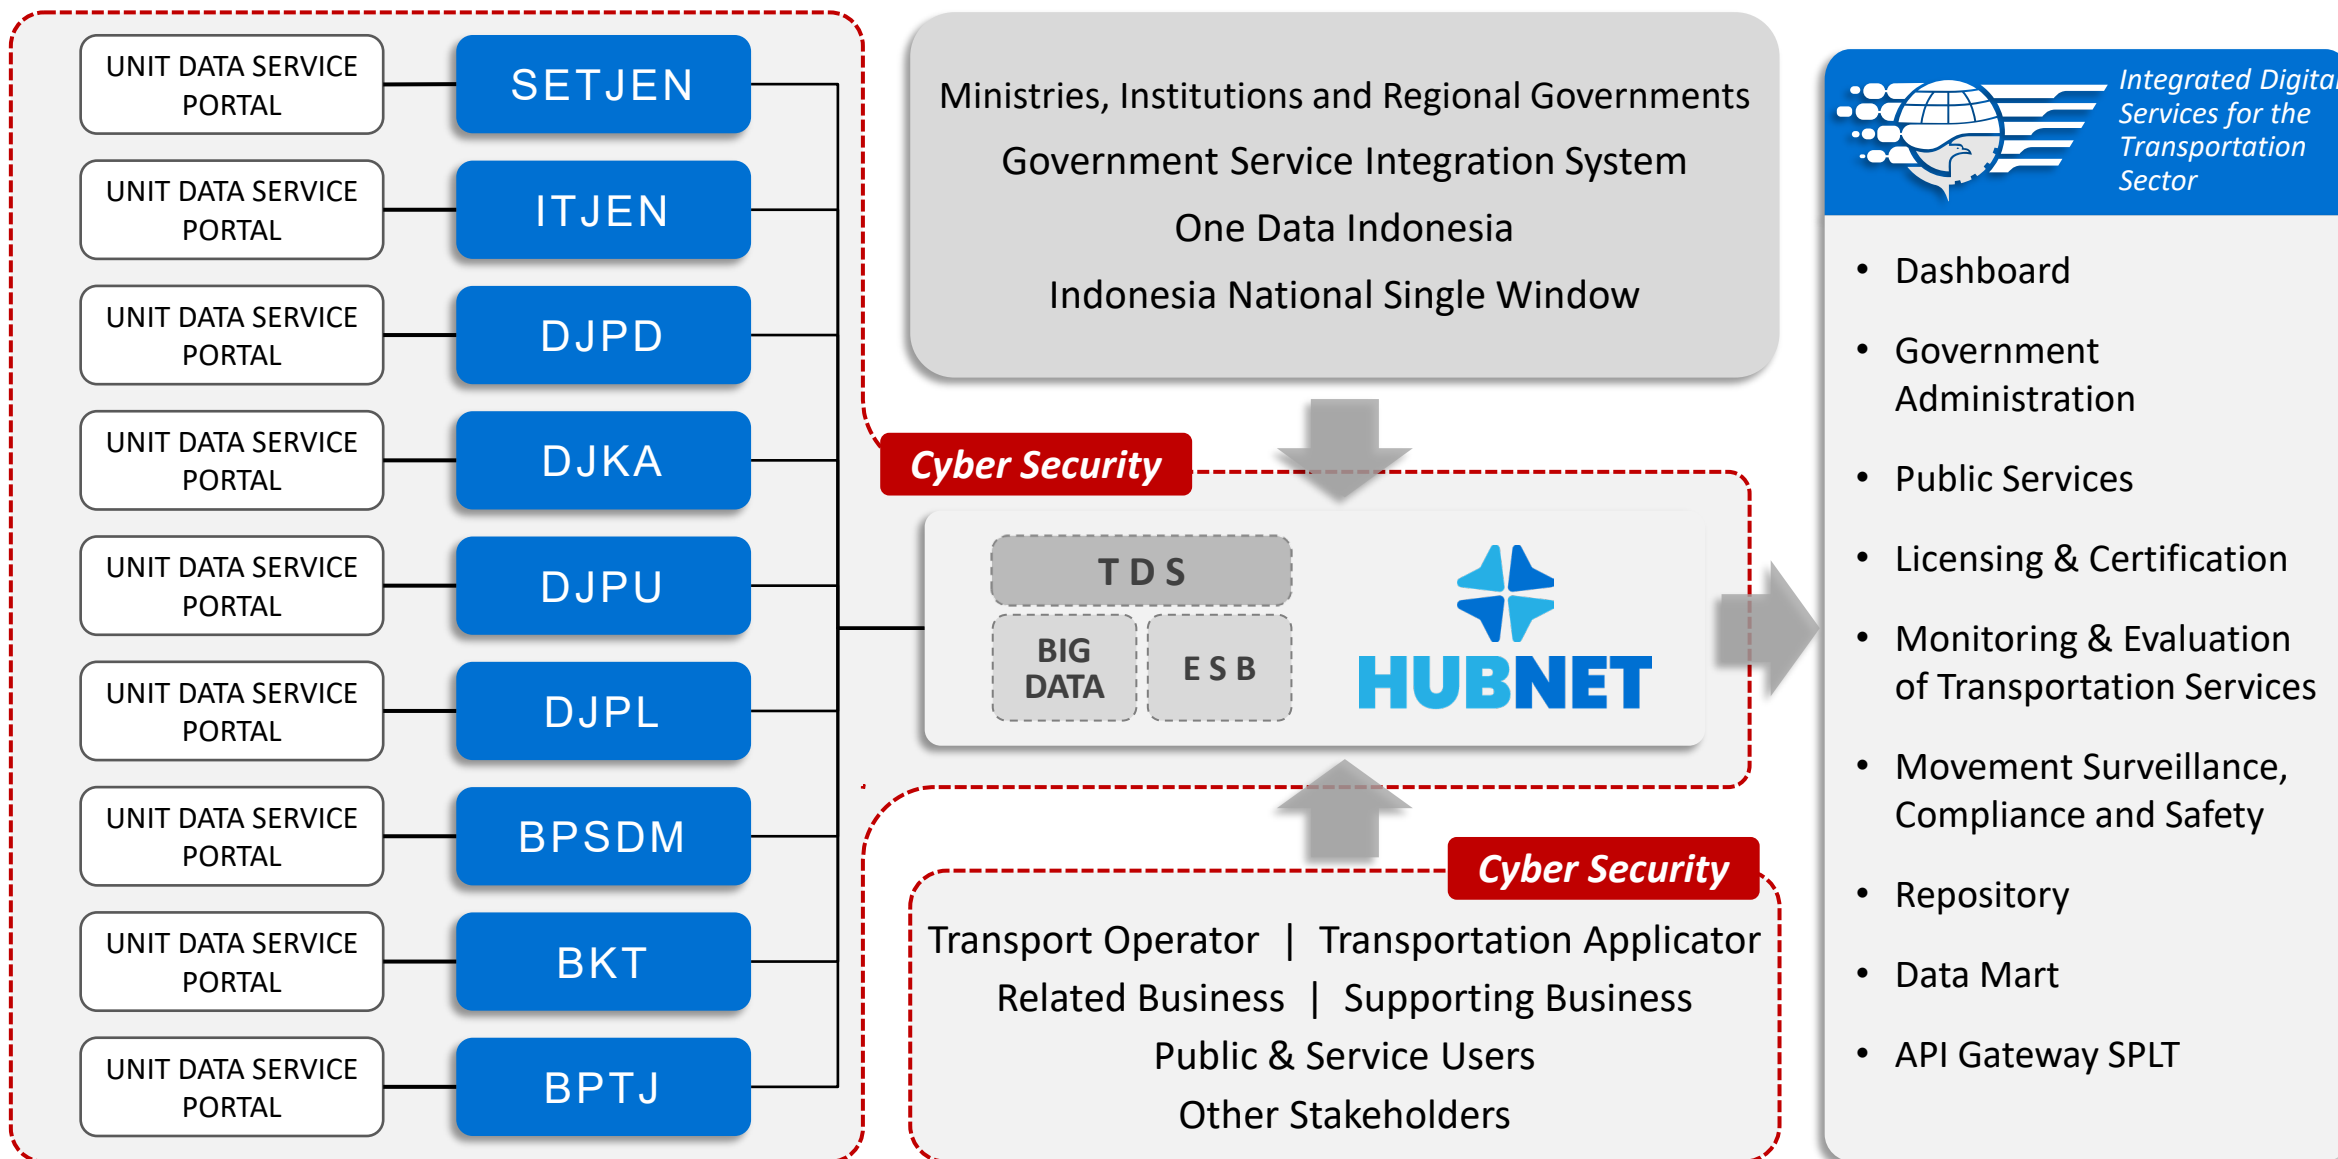 UNIT DATA SERVICE
PORTAL
SETJEN
UNIT DATA SERVICE
PORTAL
ITJEN
UNIT DATA SERVICE
PORTAL
DJPD
UNIT DATA SERVICE
PORTAL
DJKA
UNIT DATA SERVICE
PORTAL
DJPU
UNIT DATA SERVICE
PORTAL
DJPL
UNIT DATA SERVICE
PORTAL
BPSDM
UNIT DATA SERVICE
PORTAL
BKT
UNIT DATA SERVICE
PORTAL
BPTJ
Ministries, Institutions and Regional Governments
Government Service Integration System
One Data Indonesia
Indonesia National Single Window
Cyber Security
TDS
BIG
DATA
ESB
HUBNET
Cyber Security
Transport Operator | Transportation Applicator
Related Business | Supporting Business
Public & Service Users
Other Stakeholders
Integrated Digital
Services for the
Transportation
Sector
• Dashboard
• Government
Administration
• Public Services
• Licensing & Certification
• Monitoring & Evaluation
of Transportation Services
• Movement Surveillance,
Compliance and Safety
• Repository
• Data Mart
• API Gateway SPLT